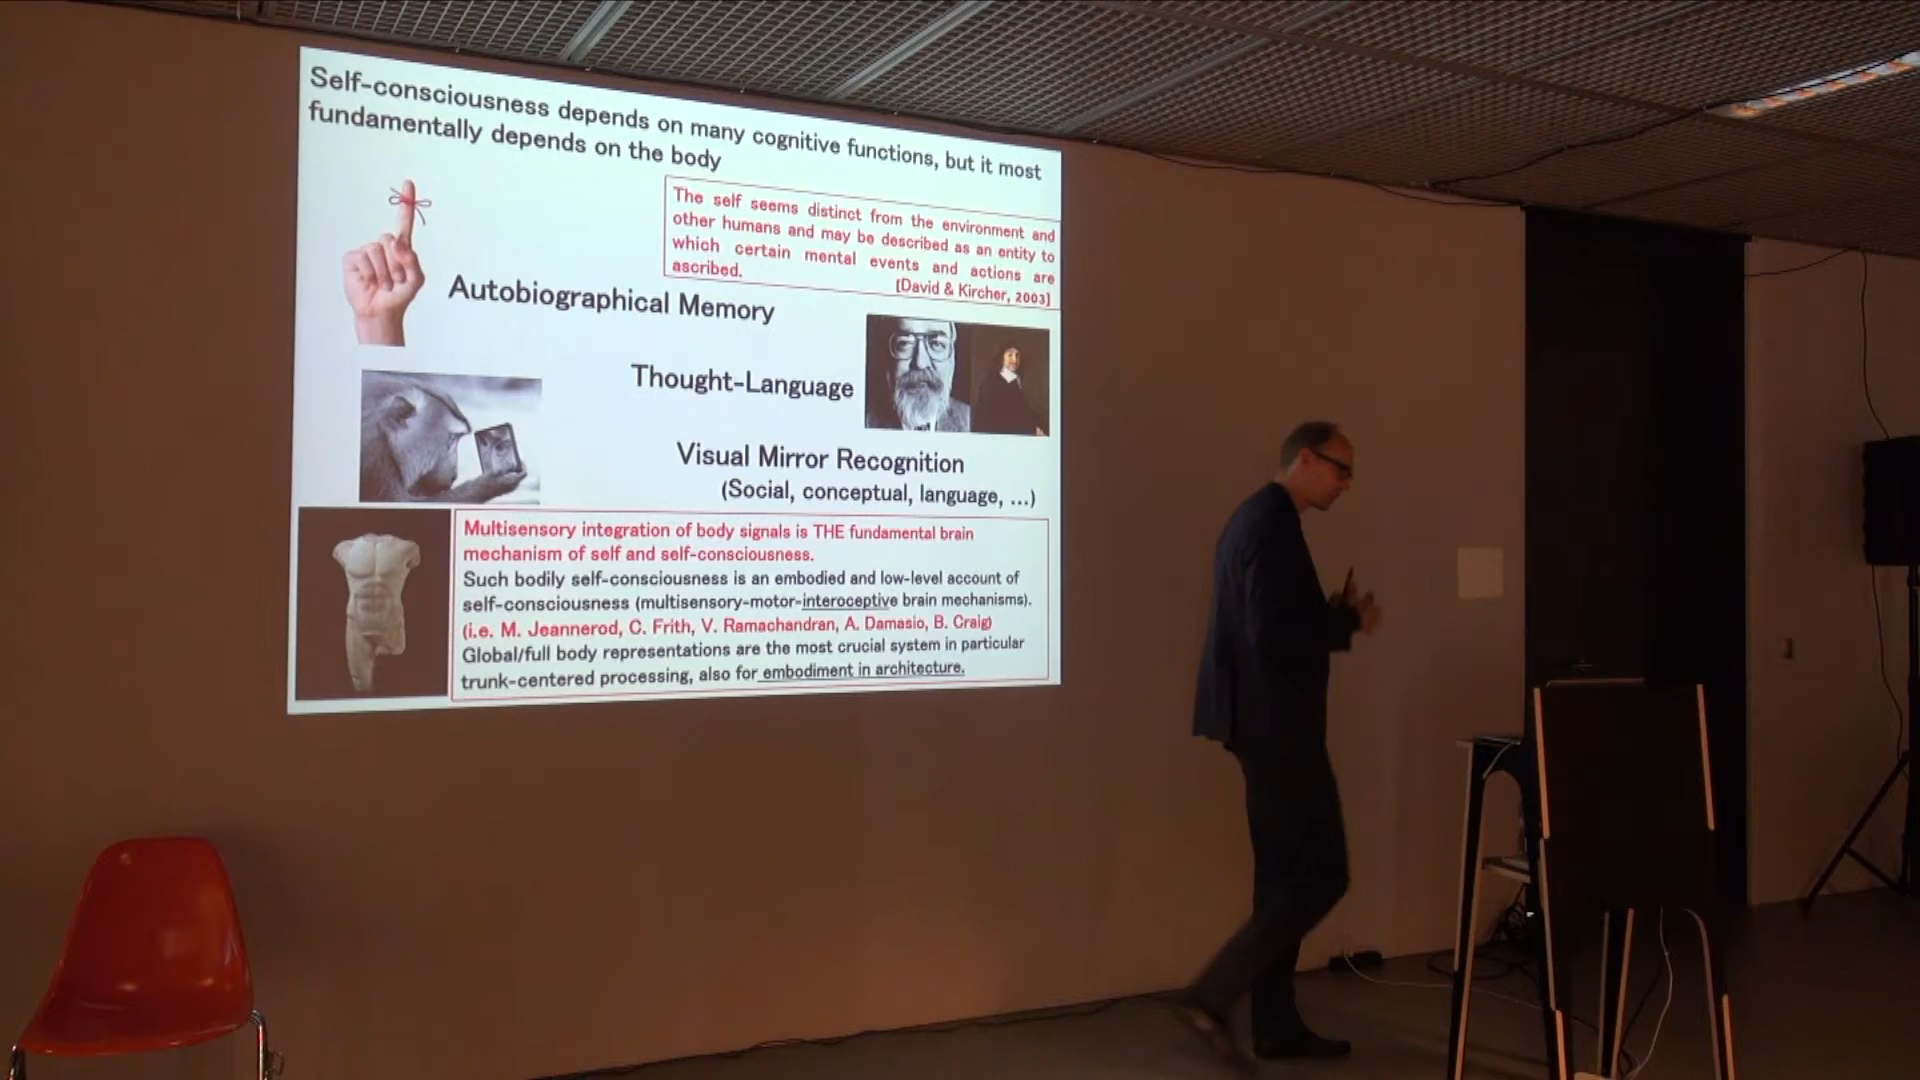 Self-consciousness depends on many cognitive functions, but it most
fundamentally depends on the body
The self seems distinct from the environment and
other humans and may be described as an entity to
which certain mental events and actions are
ascribed.
[David & Kircher, 2003]
Autobiographical Memory
Thought-Language
Visual Mirror Recognition
(Social, conceptual, language, ...)
Multisensory integration of body signals is THE fundamental brain
mechanism of self and self-consciousness.
Such bodily self-consciousness is an embodied and low-level account of
self-consciousness (multisensory-motor-interoceptive brain mechanisms).
(i.e. M. Jeannerod, C. Frith, V. Ramachandran, A. Damasio, B. Craig)
Global/full body representations are the most crucial system in particular
trunk-centered processing, also for embodiment in architecture.